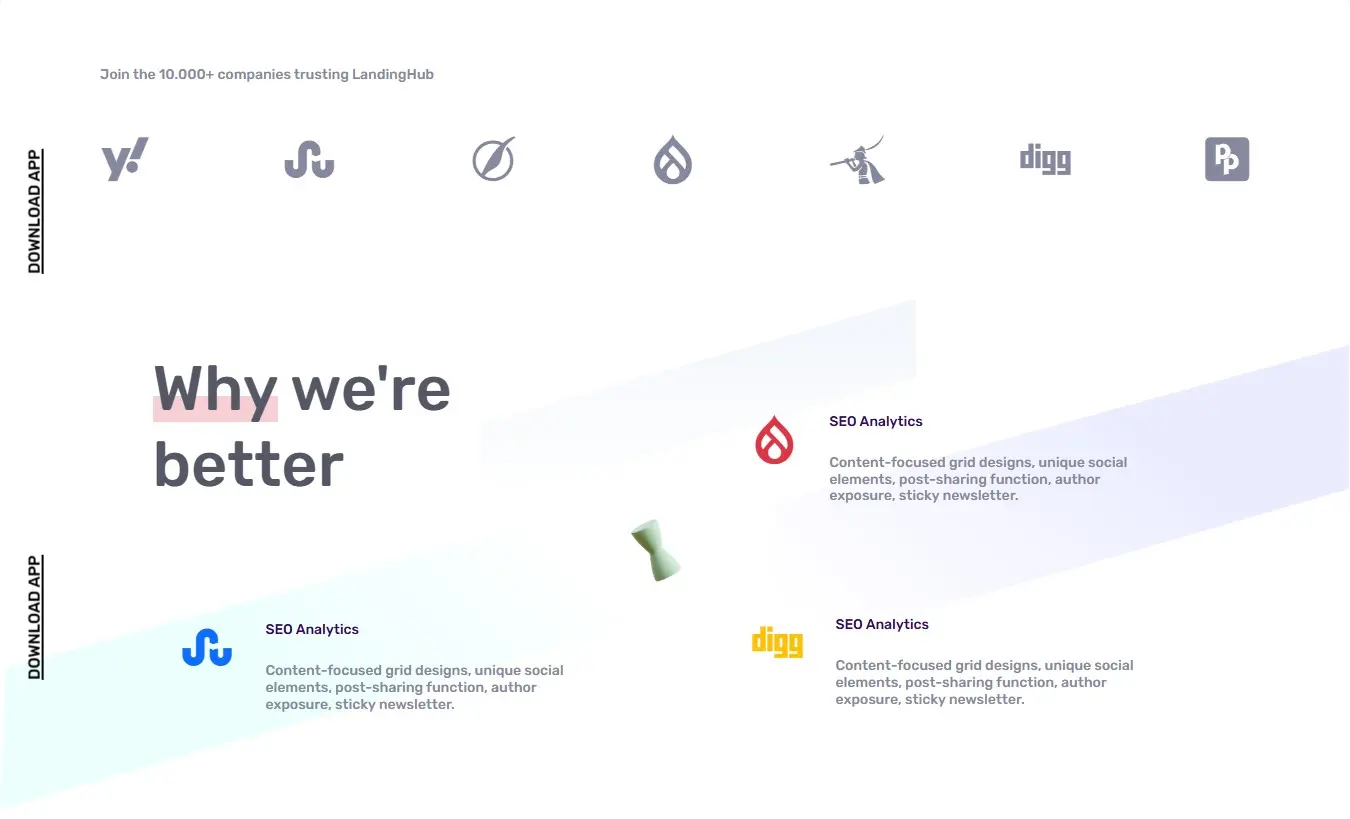 Join the 10.000+ companies trusting LandingHub
y!
digg
pp
DOWNLOAD APP
Why we're
better
SEO Analytics
Content-focused grid designs, unique social
elements, post-sharing function, author
exposure, sticky newsletter.
DOWNLOAD APP
SEO Analytics
Content-focused grid designs, unique social
elements, post-sharing function, author
exposure, sticky newsletter.
digg
SEO Analytics
Content-focused grid designs, unique social
elements, post-sharing function, author
exposure, sticky newsletter.